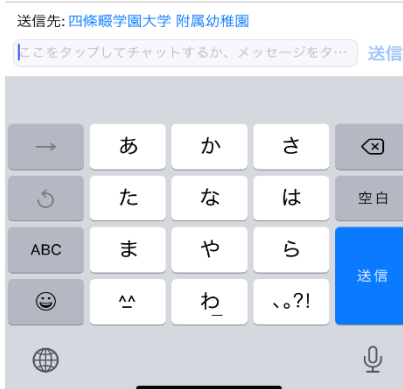 送信先: 四條畷学園大学 附属幼稚園
ここをタップしてチャットするか、メッセージをタ… 送信
→ あ か さ
た な は 空白
ABC ま や ら
^^ わ 、。?! 送信